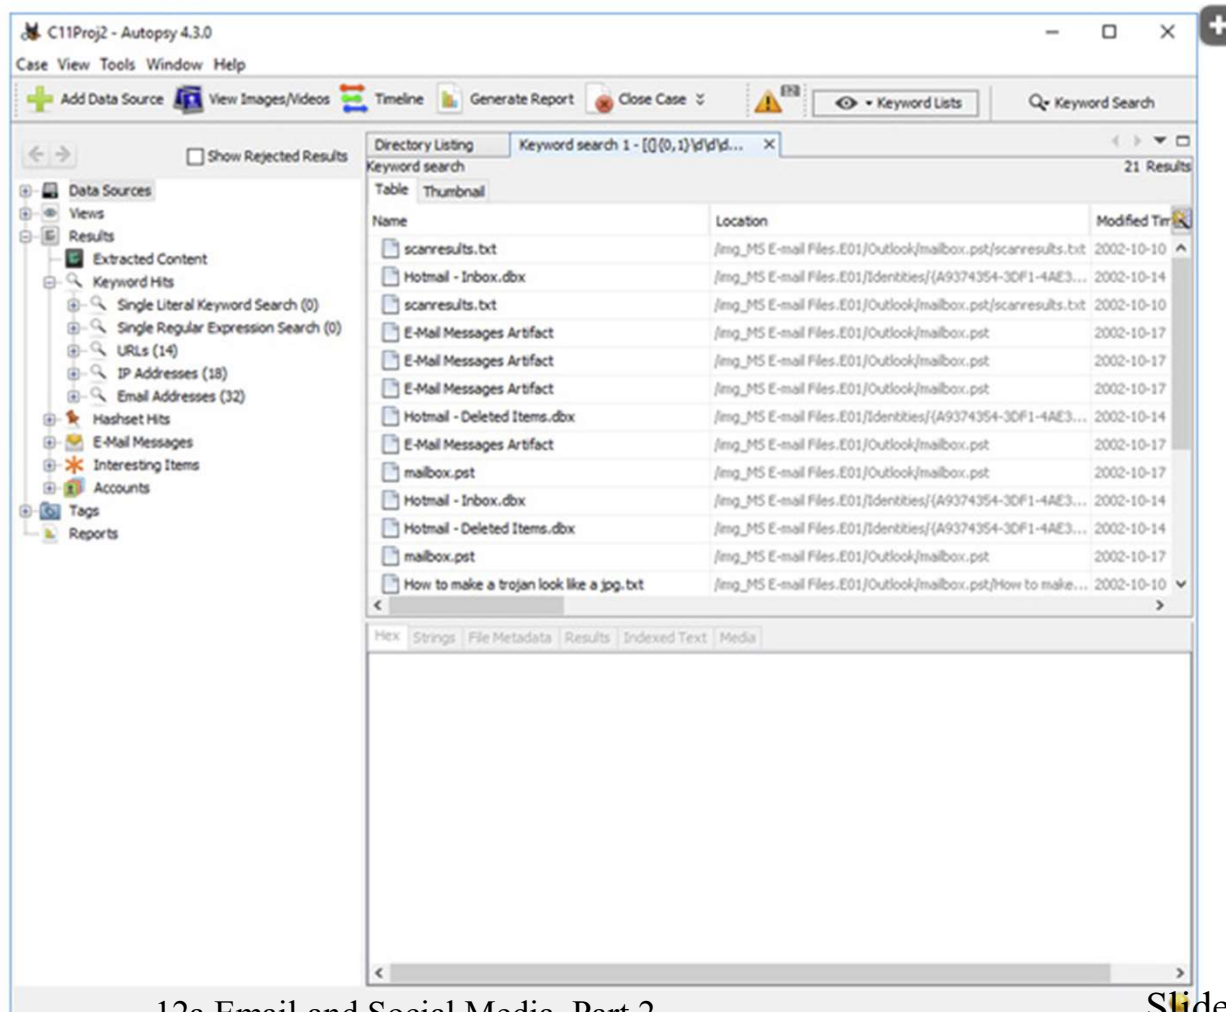 C11Proj2 - Autopsy 4.3.0
Case View Tools Window Help
Add Data Source View Images/Videos Timeline Generate Report Close Case Keyword Lists Keyword Search
Show Rejected Results
Data Sources
Views
Results
Extracted Content
Keyword Hits
Single Literal Keyword Search (0)
Single Regular Expression Search (0)
URLs (14)
IP Addresses (18)
Email Addresses (32)
Hashset Hits
E-Mail Messages
Interesting Items
Accounts
Tags
Reports
Directory Listing Keyword search 1 - [(]{0,1}\d\d\d... X
Keyword search 21 Results
Table Thumbnail
Name Location Modified Tim
scanresults.txt /img_MS E-mail Files.E01/Outlook/mailbox.pst/scanresults.txt 2002-10-10
Hotmail - Inbox.dbx /img_MS E-mail Files.E01/Identities/{A9374354-3DF1-4AE3... 2002-10-14
scanresults.txt /img_MS E-mail Files.E01/Outlook/mailbox.pst/scanresults.txt 2002-10-10
E-Mail Messages Artifact /img_MS E-mail Files.E01/Outlook/mailbox.pst 2002-10-17
E-Mail Messages Artifact /img_MS E-mail Files.E01/Outlook/mailbox.pst 2002-10-17
E-Mail Messages Artifact /img_MS E-mail Files.E01/Outlook/mailbox.pst 2002-10-17
Hotmail - Deleted Items.dbx /img_MS E-mail Files.E01/Identities/{A9374354-3DF1-4AE3... 2002-10-14
E-Mail Messages Artifact /img_MS E-mail Files.E01/Outlook/mailbox.pst 2002-10-17
mailbox.pst /img_MS E-mail Files.E01/Outlook/mailbox.pst 2002-10-17
Hotmail - Inbox.dbx /img_MS E-mail Files.E01/Identities/{A9374354-3DF1-4AE3... 2002-10-14
Hotmail - Deleted Items.dbx /img_MS E-mail Files.E01/Identities/{A9374354-3DF1-4AE3... 2002-10-14
mailbox.pst /img_MS E-mail Files.E01/Outlook/mailbox.pst 2002-10-17
How to make a trojan look like a jpg.txt /img_MS E-mail Files.E01/Outlook/mailbox.pst/How to make... 2002-10-10
Hex Strings File Metadata Results Indexed Text Media
12a Email and Social Media, Part 2
Slide